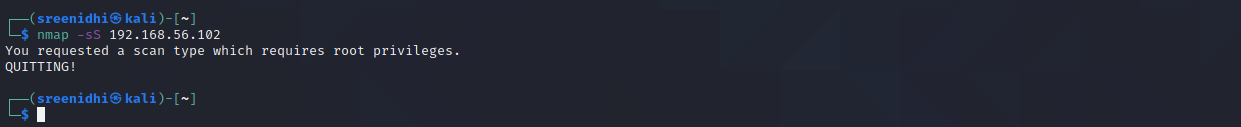 ┌──(sreenidhi㉿kali)-[~]
└─$ nmap -sS 192.168.56.102
You requested a scan type which requires root privileges.
QUITTING!

┌──(sreenidhi㉿kali)-[~]
└─$